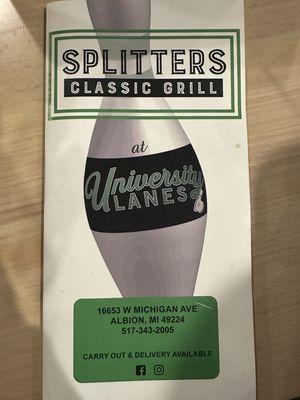 SPLITTERS
CLASSIC GRILL
at
University
LANES
16653 W MICHIGAN AVE
ALBION, MI 49224
517-343-2005
CARRY OUT & DELIVERY AVAILABLE